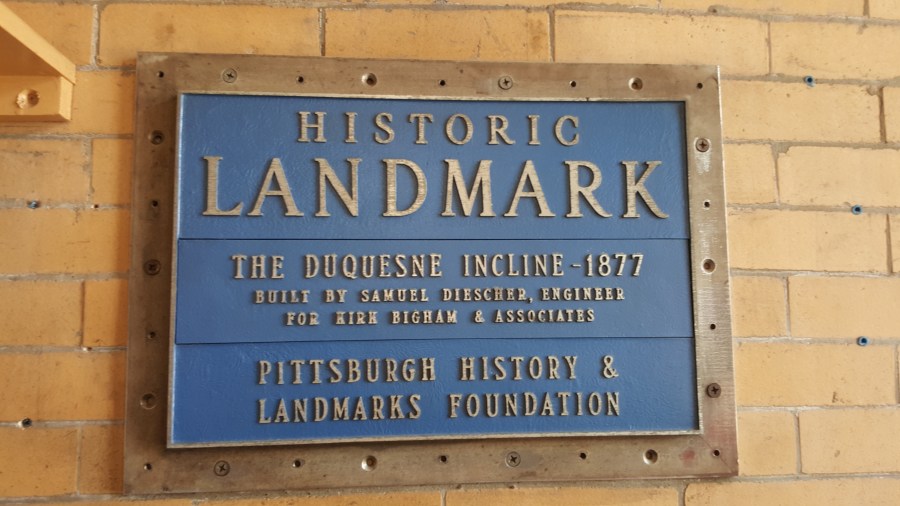 HISTORIC
LANDMARK
THE DUQUESNE INCLINE - 1877
BUILT BY SAMUEL DIESCHER, ENGINEER
FOR KIRK BIGHAM & ASSOCIATES
PITTSBURGH HISTORY &
LANDMARKS FOUNDATION